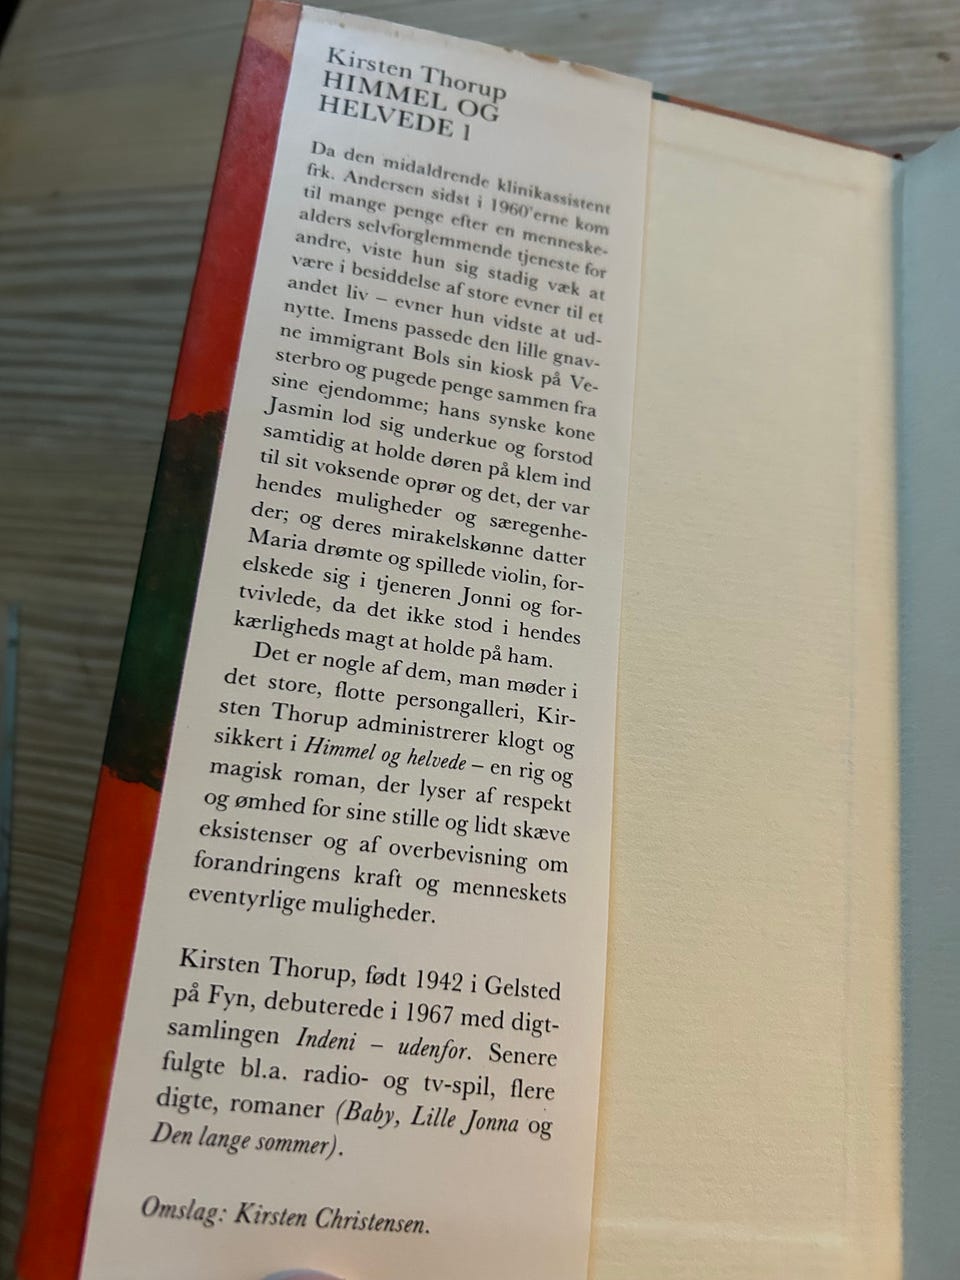 Kirsten Thorup
HIMMEL OG
HELVEDE 1
Da den midaldrende klinikassistent
frk. Andersen sidst i 1960'erne kom
til mange penge efter en menneske-
alders selvforglemmende tjeneste for
andre, viste hun sig stadig væk at
være i besiddelse af store evner til et
andet liv – evner hun vidste at ud-
nytte. Imens passede den lille gnav-
ne immigrant Bols sin kiosk på Ve-
sterbro og pugede penge sammen fra
sine ejendomme; hans synske kone
Jasmin lod sig underkue og forstod
samtidig at holde døren på klem ind
til sit voksende oprør og det, der var
hendes muligheder og særegenhe-
der; og deres mirakelskønne datter
Maria drømte og spillede violin, for-
elskede sig i tjeneren Jonni og for-
tvivlede, da det ikke stod i hendes
kærligheds magt at holde på ham.
Det er nogle af dem, man møder i
det store, flotte persongalleri, Kir-
sten Thorup administrerer klogt og
sikkert i Himmel og helvede – en rig og
magisk roman, der lyser af respekt
og ømhed for sine stille og lidt skæve
eksistenser og af overbevisning om
forandringens kraft og menneskets
eventyrlige muligheder.
Kirsten Thorup, født 1942 i Gelsted
på Fyn, debuterede i 1967 med digt-
samlingen Indeni – udenfor. Senere
fulgte bl.a. radio- og tv-spil, flere
digte, romaner (Baby, Lille Jonna og
Den lange sommer).
Omslag: Kirsten Christensen.